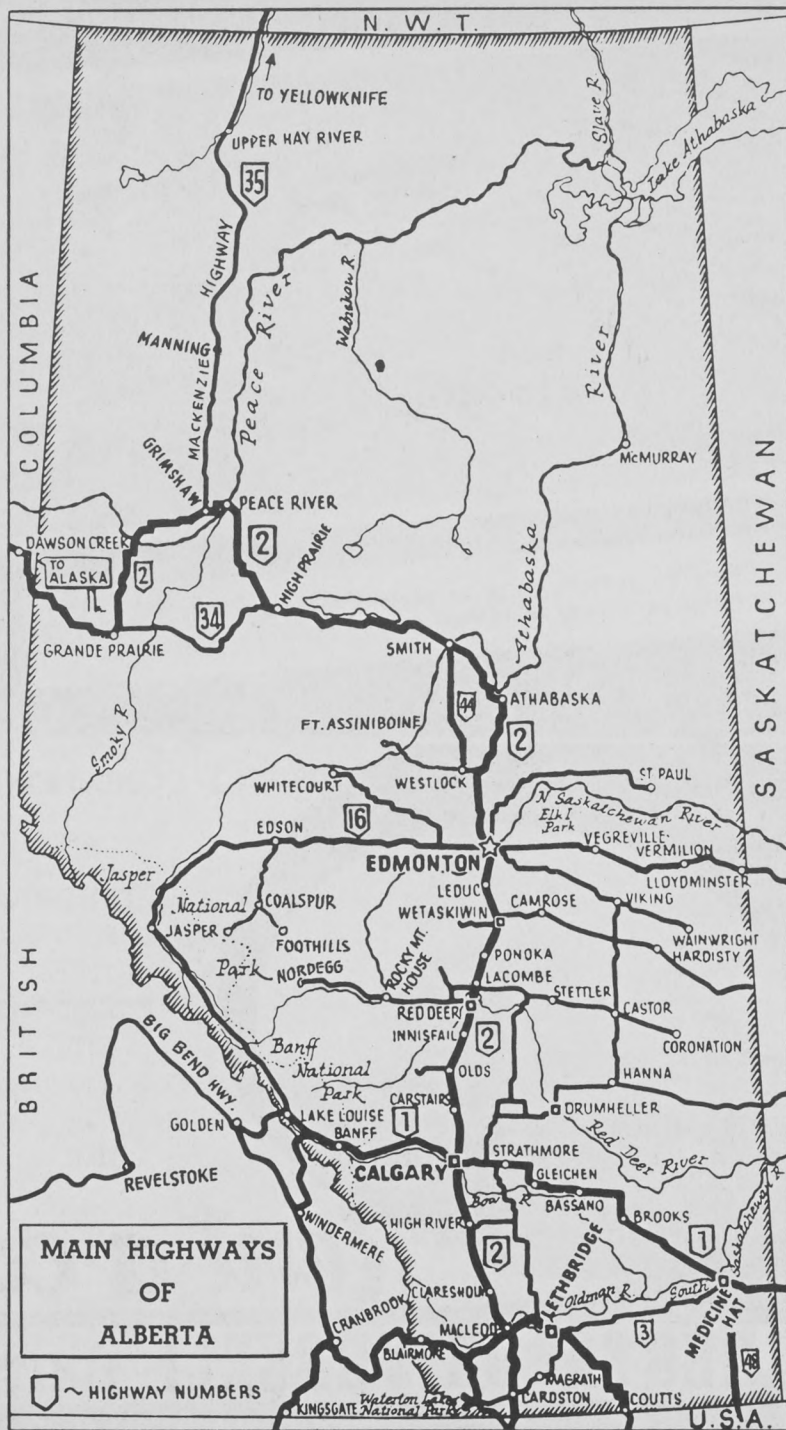 N. W. T.
TO YELLOWKNIFE
UPPER HAY RIVER
35
Slave R
Lake Athabaska
HIGHWAY
MACKENZIE
Peace River
MANNING
River
COLUMBIA
GRIMSHAW
McMURRAY
SASKATCHEWAN
PEACE RIVER
DAWSON CREEK
TO
ALASKA
2
2
HIGH PRAIRIE
Athabaska
34
GRANDE PRAIRIE
SMITH
44
ATHABASKA
Smoky R
FT. ASSINIBOINE
2
WHITECOURT
WESTLOCK
ST PAUL
N Saskatchewan River
Elk I
Park
EDSON
16
EDMONTON
VEGREVILLE
VERMILION
LLOYDMINSTER
Jasper
National
Park
LEDUC
COALSPUR
WETASKIWIN
CAMROSE
VIKING
JASPER
FOOTHILLS
WAINWRIGHT
HARDISTY
NORDEGG
ROCKY MT.
HOUSE
PONOKA
LACOMBE
RED DEER
STETTLER
CASTOR
INNISFAIL
2
CORONATION
BRITISH
BIG BEND HWY.
Banff
National
Park
OLDS
HANNA
CARSTAIRS
DRUMHELLER
LAKE LOUISE
GOLDEN
BANFF
1
Red Deer River
CALGARY
STRATHMORE
REVELSTOKE
GLEICHEN
Bow R
BASSANO
BROOKS
WINDERMERE
HIGH RIVER
1
Saskatchewan R
South
MAIN HIGHWAYS
OF
ALBERTA
2
LETHBRIDGE
CLARESHOLM
Oldman R.
MEDICINE
HAT
CRANBROOK
MACLEOD
3
BLAIRMORE
48
~ HIGHWAY NUMBERS
MAGRATH
CARDSTON
COUTTS
KINGSGATE
Waterton Lakes
National Park
U.S.A.